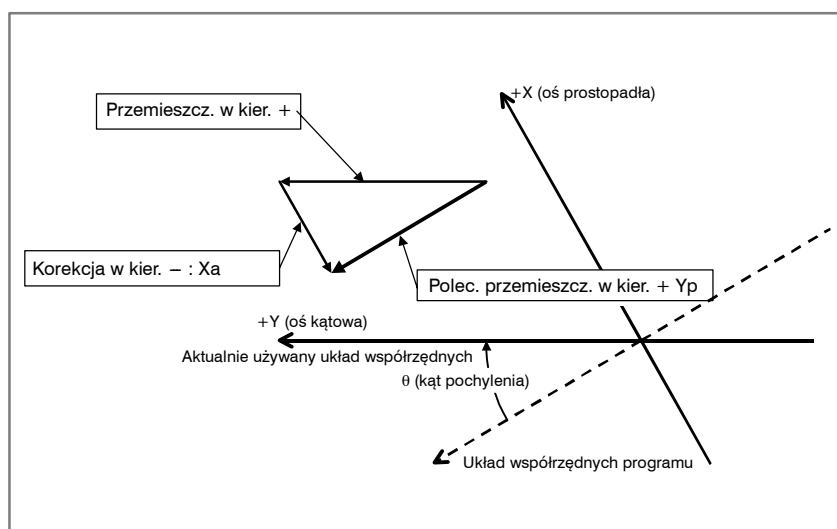 +X (oś prostopadła)
Przemieszcz. w kier. +
Korekcja w kier. − : Xa
Polec. przemieszcz. w kier. + Yp
+Y (oś kątowa)
Aktualnie używany układ współrzędnych
θ (kąt pochylenia)
Układ współrzędnych programu